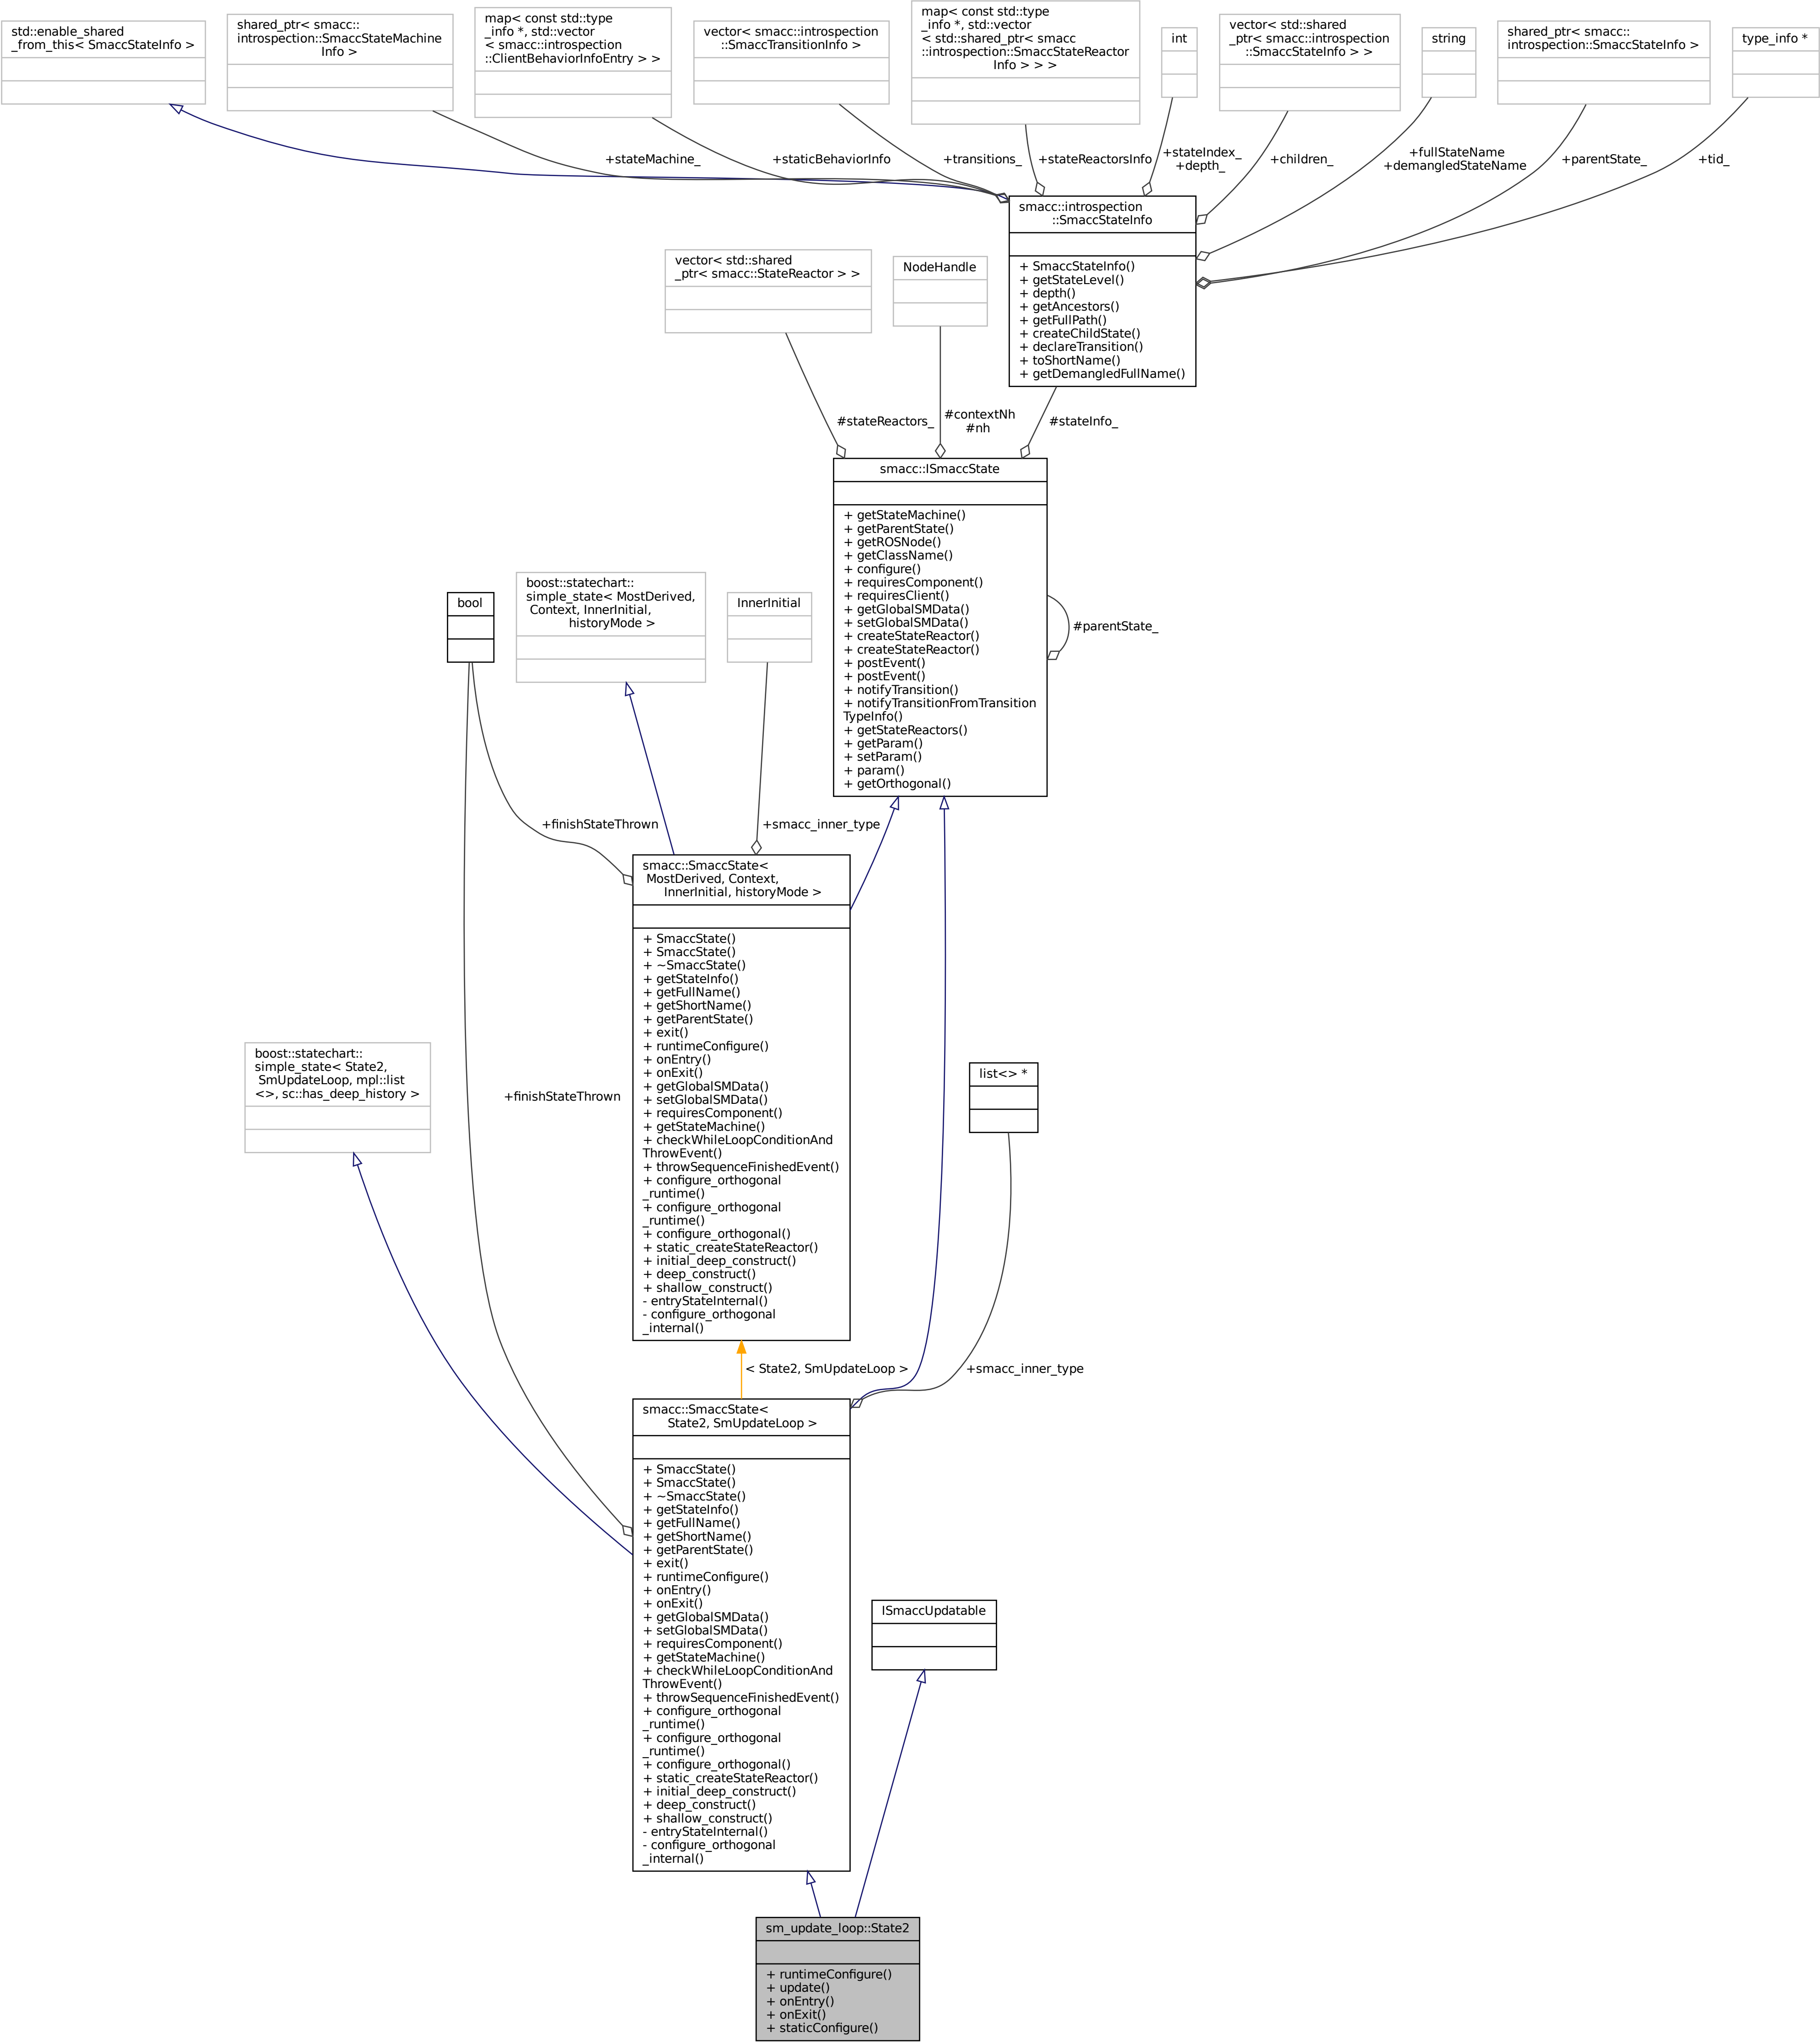 std::enable_shared
_from_this< SmaccStateInfo >
shared_ptr< smacc::
introspection::SmaccStateMachine
Info >
map< const std::type
_info *, std::vector
< smacc::introspection
::ClientBehaviorInfoEntry > >
vector< smacc::introspection
::SmaccTransitionInfo >
map< const std::type
_info *, std::vector
< std::shared_ptr< smacc
::introspection::SmaccStateReactor
Info > > >
int
vector< std::shared
_ptr< smacc::introspection
::SmaccStateInfo > >
string
shared_ptr< smacc::
introspection::SmaccStateInfo >
type_info *
+stateMachine_
+staticBehaviorInfo
+transitions_
+stateReactorsInfo
+stateIndex_
+depth_
+children_
+fullStateName
+demangledStateName
+parentState_
+tid_
smacc::introspection
::SmaccStateInfo
+ SmaccStateInfo()
+ getStateLevel()
+ depth()
+ getAncestors()
+ getFullPath()
+ createChildState()
+ declareTransition()
+ toShortName()
+ getDemangledFullName()
vector< std::shared
_ptr< smacc::StateReactor > >
NodeHandle
#stateReactors_
#contextNh
#nh
#stateInfo_
smacc::ISmaccState
+ getStateMachine()
+ getParentState()
+ getROSNode()
+ getClassName()
+ configure()
+ requiresComponent()
+ requiresClient()
+ getGlobalSMData()
+ setGlobalSMData()
+ createStateReactor()
+ createStateReactor()
+ postEvent()
+ postEvent()
+ notifyTransition()
+ notifyTransitionFromTransition
TypeInfo()
+ getStateReactors()
+ getParam()
+ setParam()
+ param()
+ getOrthogonal()
#parentState_
bool
boost::statechart::
simple_state< MostDerived,
Context, InnerInitial,
historyMode >
InnerInitial
+finishStateThrown
+smacc_inner_type
smacc::SmaccState<
MostDerived, Context,
InnerInitial, historyMode >
+ SmaccState()
+ SmaccState()
+ ~SmaccState()
+ getStateInfo()
+ getFullName()
+ getShortName()
+ getParentState()
+ exit()
+ runtimeConfigure()
+ onEntry()
+ onExit()
+ getGlobalSMData()
+ setGlobalSMData()
+ requiresComponent()
+ getStateMachine()
+ checkWhileLoopConditionAnd
ThrowEvent()
+ throwSequenceFinishedEvent()
+ configure_orthogonal
_runtime()
+ configure_orthogonal
_runtime()
+ configure_orthogonal()
+ static_createStateReactor()
+ initial_deep_construct()
+ deep_construct()
+ shallow_construct()
- entryStateInternal()
- configure_orthogonal
_internal()
boost::statechart::
simple_state< State2,
SmUpdateLoop, mpl::list
<>, sc::has_deep_history >
+finishStateThrown
list<> *
< State2, SmUpdateLoop >
+smacc_inner_type
smacc::SmaccState<
State2, SmUpdateLoop >
+ SmaccState()
+ SmaccState()
+ ~SmaccState()
+ getStateInfo()
+ getFullName()
+ getShortName()
+ getParentState()
+ exit()
+ runtimeConfigure()
+ onEntry()
+ onExit()
+ getGlobalSMData()
+ setGlobalSMData()
+ requiresComponent()
+ getStateMachine()
+ checkWhileLoopConditionAnd
ThrowEvent()
+ throwSequenceFinishedEvent()
+ configure_orthogonal
_runtime()
+ configure_orthogonal
_runtime()
+ configure_orthogonal()
+ static_createStateReactor()
+ initial_deep_construct()
+ deep_construct()
+ shallow_construct()
- entryStateInternal()
- configure_orthogonal
_internal()
ISmaccUpdatable
sm_update_loop::State2
+ runtimeConfigure()
+ update()
+ onEntry()
+ onExit()
+ staticConfigure()